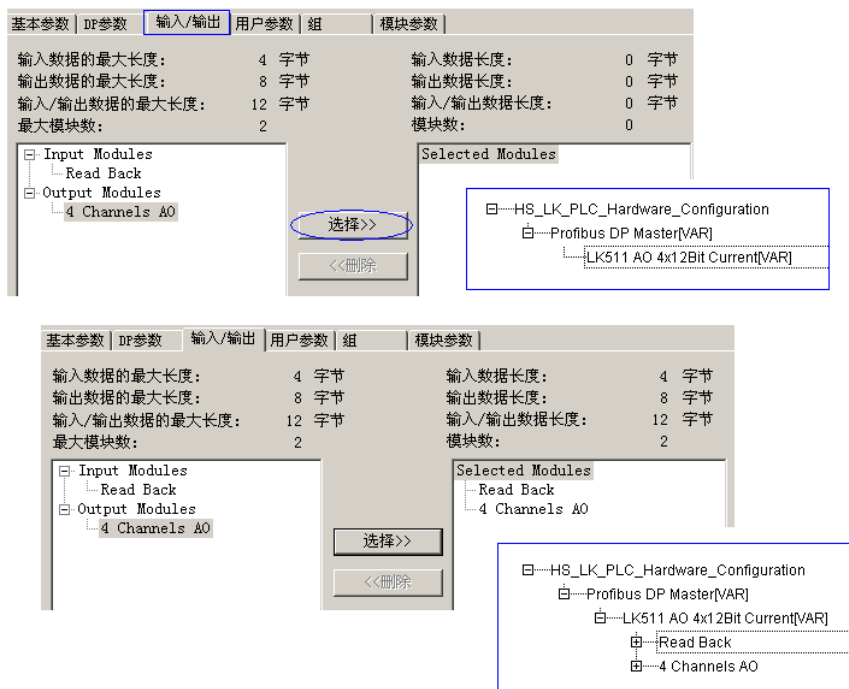 基本参数 DP参数 输入/输出 用户参数 组 模块参数
输入数据的最大长度: 4 字节 输入数据长度: 0 字节
输出数据的最大长度: 8 字节 输出数据长度: 0 字节
输入/输出数据的最大长度: 12 字节 输入/输出数据长度: 0 字节
最大模块数: 2 模块数: 0
Input Modules
Read Back
Output Modules
4 Channels AO
选择>>
<<删除
Selected Modules
HS_LK_PLC_Hardware_Configuration
Profibus DP Master[VAR]
LK511 AO 4x12Bit Current[VAR]
基本参数 DP参数 输入/输出 用户参数 组 模块参数
输入数据的最大长度: 4 字节 输入数据长度: 4 字节
输出数据的最大长度: 8 字节 输出数据长度: 8 字节
输入/输出数据的最大长度: 12 字节 输入/输出数据长度: 12 字节
最大模块数: 2 模块数: 2
Input Modules
Read Back
Output Modules
4 Channels AO
选择>>
<<删除
Selected Modules
Read Back
4 Channels AO
HS_LK_PLC_Hardware_Configuration
Profibus DP Master[VAR]
LK511 AO 4x12Bit Current[VAR]
Read Back
4 Channels AO